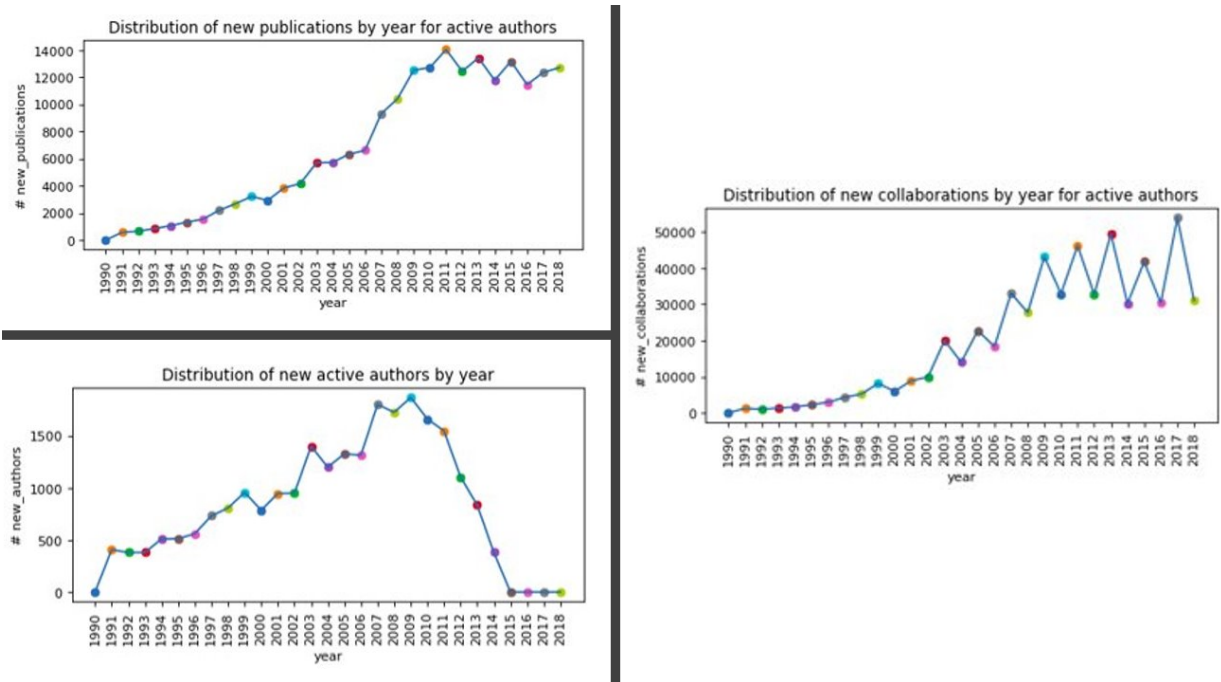 Distribution of new publications by year for active authors
14000
12000
10000
8000
6000
4000
2000
0
# new_publications
1990 1991 1992 1993 1994 1995 1996 1997 1998 1999 2000 2001 2002 2003 2004 2005 2006 2007 2008 2009 2010 2011 2012 2013 2014 2015 2016 2017 2018
year
Distribution of new active authors by year
1500
1000
500
0
# new_authors
1990 1991 1992 1993 1994 1995 1996 1997 1998 1999 2000 2001 2002 2003 2004 2005 2006 2007 2008 2009 2010 2011 2012 2013 2014 2015 2016 2017 2018
year
Distribution of new collaborations by year for active authors
50000
40000
30000
20000
10000
0
# new_collaborations
1990 1991 1992 1993 1994 1995 1996 1997 1998 1999 2000 2001 2002 2003 2004 2005 2006 2007 2008 2009 2010 2011 2012 2013 2014 2015 2016 2017 2018
year